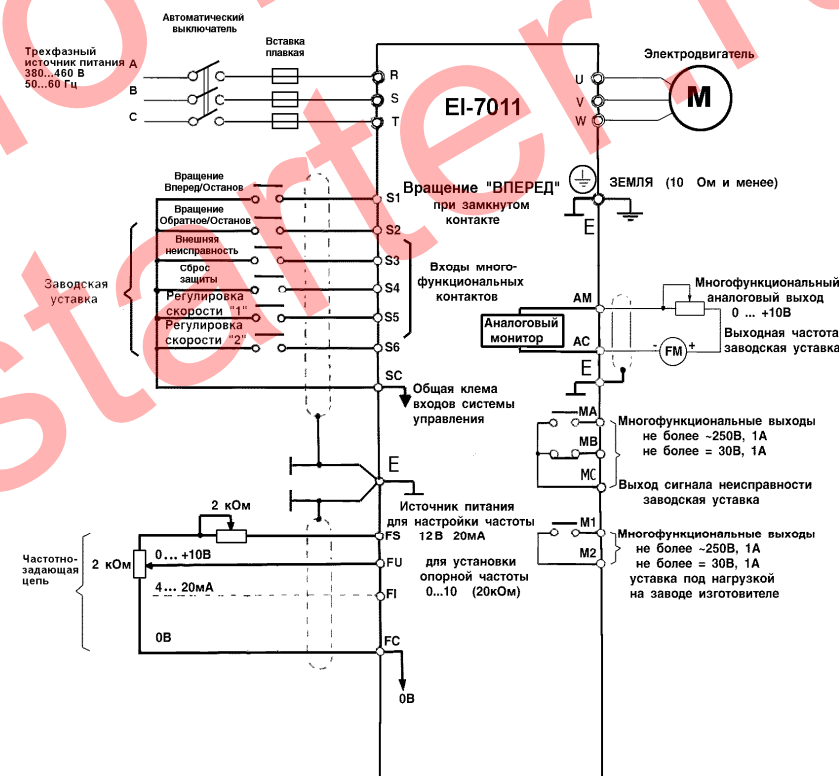 Автоматический
выключатель
Вставка
плавкая
Трехфазный
источник питания
380...460 В
50...60 Гц
A
B
C
R
S
T
EI-7011
U
V
W
Электродвигатель
M
Вращение
Вперед/Останов
Вращение
Обратное/Останов
Внешняя
неисправность
Сброс
защиты
Регулировка
скорости "1"
Регулировка
скорости "2"
Заводская
уставка
S1
S2
S3
S4
S5
S6
SC
Вращение "ВПЕРЕД"
при замкнутом
контакте
Входы много-
функциональных
контактов
Общая клема
входов системы
управления
ЗЕМЛЯ (10 Ом и менее)
E
AM
AC
E
Аналоговый
монитор
Многофункциональный
аналоговый выход
0 ... +10В
Выходная частота
заводская уставка
- FM +
MA
MB
MC
Многофункциональные выходы
не более ~250В, 1А
не более = 30В, 1А
Выход сигнала неисправности
заводская уставка
M1
M2
Многофункциональные выходы
не более ~250В, 1А
не более = 30В, 1А
уставка под нагрузкой
на заводе изготовителе
E
Источник питания
для настройки частоты
12В 20мА
для установки
опорной частоты
0...10 (20кОм)
FS
FU
FI
FC
0В
2 кОм
2 кОм
0... +10В
4... 20мА
0В
Частотно-
задающая
цепь
starter.ru